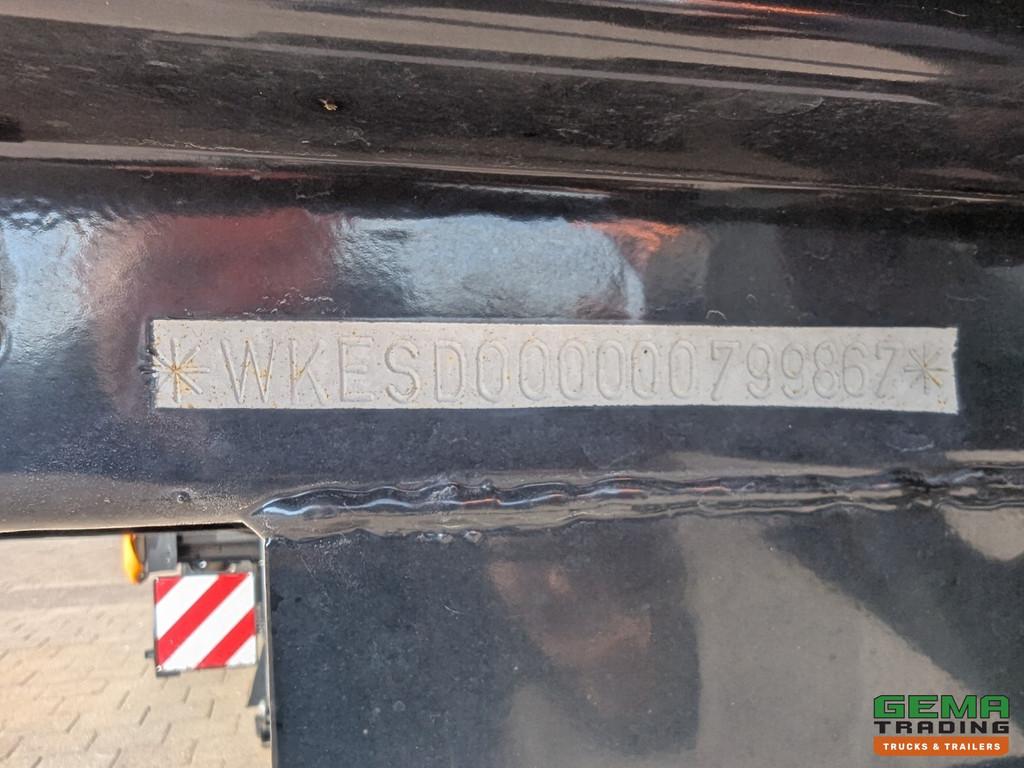 *WKESD000000799867*
GEMA
TRADING
TRUCKS & TRAILERS